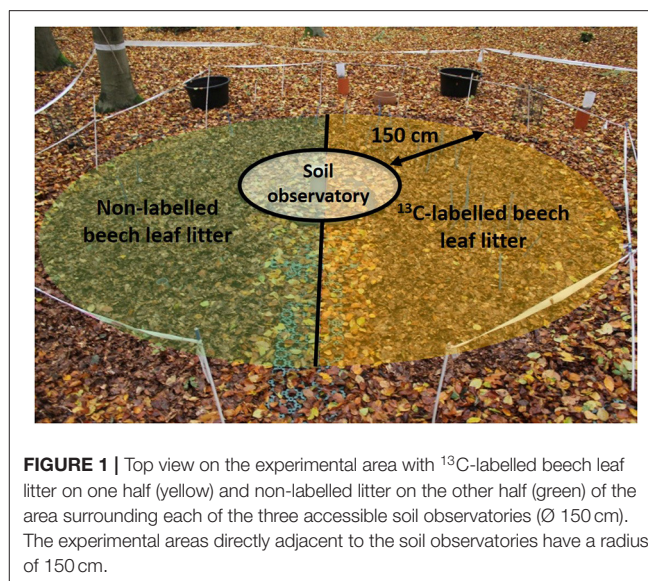 150 cm
Soil
observatory
Non-labelled
beech leaf litter
¹³C-labelled beech
leaf litter
FIGURE 1 | Top view on the experimental area with ¹³C-labelled beech leaf
litter on one half (yellow) and non-labelled litter on the other half (green) of the
area surrounding each of the three accessible soil observatories (Ø 150 cm).
The experimental areas directly adjacent to the soil observatories have a radius
of 150 cm.